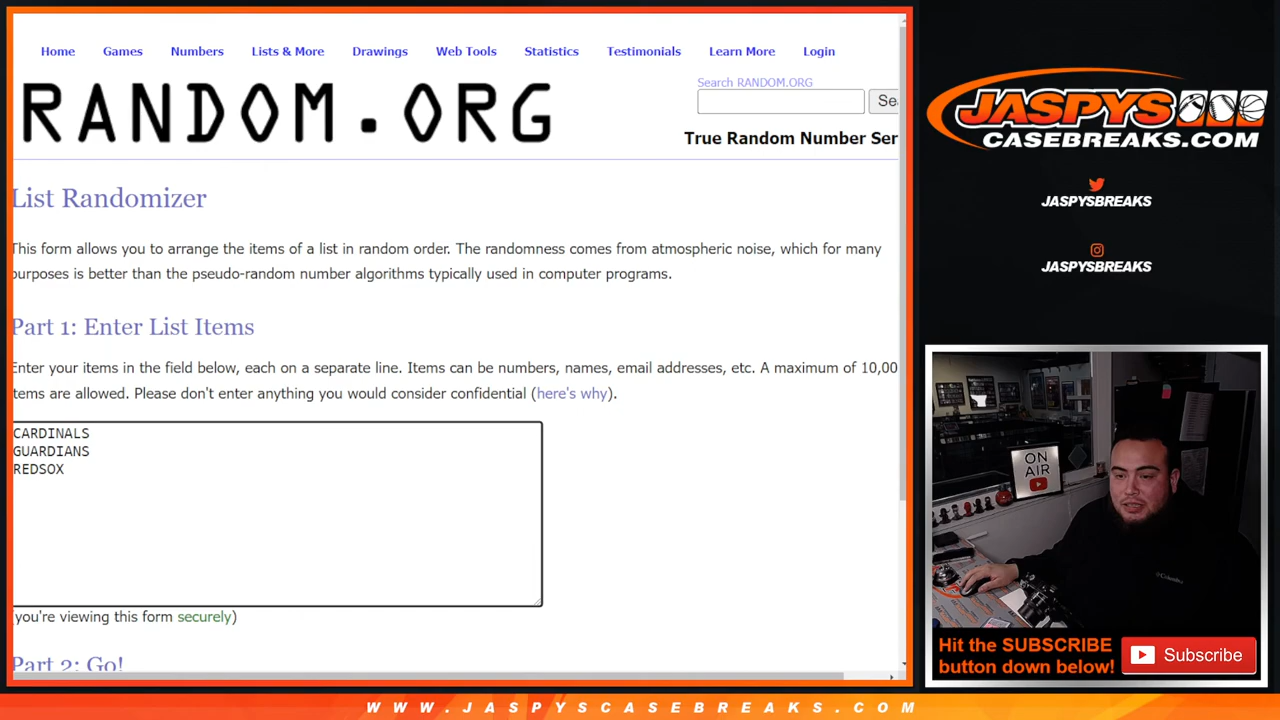 Home Games Numbers Lists & More Drawings Web Tools Statistics Testimonials Learn More Login
Search RANDOM.ORG
RANDOM.ORG
Se
True Random Number Ser
List Randomizer
This form allows you to arrange the items of a list in random order. The randomness comes from atmospheric noise, which for many
purposes is better than the pseudo-random number algorithms typically used in computer programs.
Part 1: Enter List Items
Enter your items in the field below, each on a separate line. Items can be numbers, names, email addresses, etc. A maximum of 10,00
items are allowed. Please don't enter anything you would consider confidential (here's why).
CARDINALS
GUARDIANS
REDSOX
(you're viewing this form securely)
Part 2: Go!
JASPYS
CASEBREAKS.COM
JASPYSBREAKS
JASPYSBREAKS
ON
AIR
Hit the SUBSCRIBE
button down below!
Subscribe
WWW.JASPYSCASEBREAKS.COM